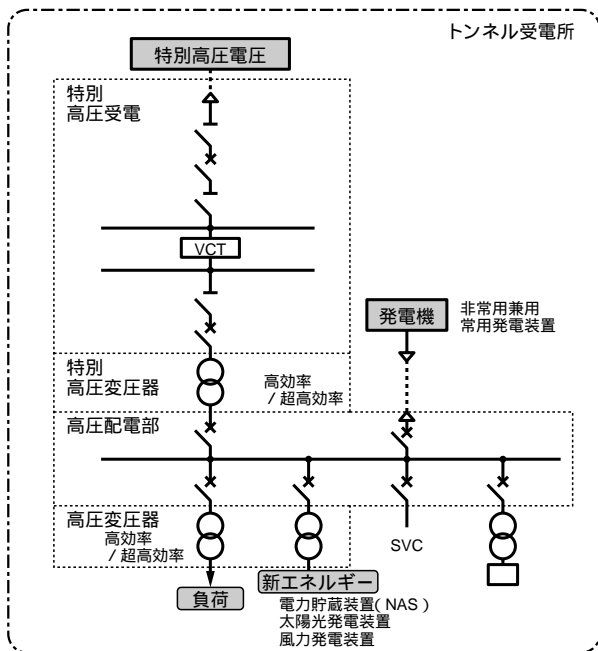 トンネル受電所
特別高圧電圧
特別
高圧受電
VCT
発電機
非常用兼用
常用発電装置
特別
高圧変圧器
高効率
/超高効率
高圧配電部
高圧変圧器
高効率
/超高効率
SVC
負荷
新エネルギー
電力貯蔵装置(NAS)
太陽光発電装置
風力発電装置